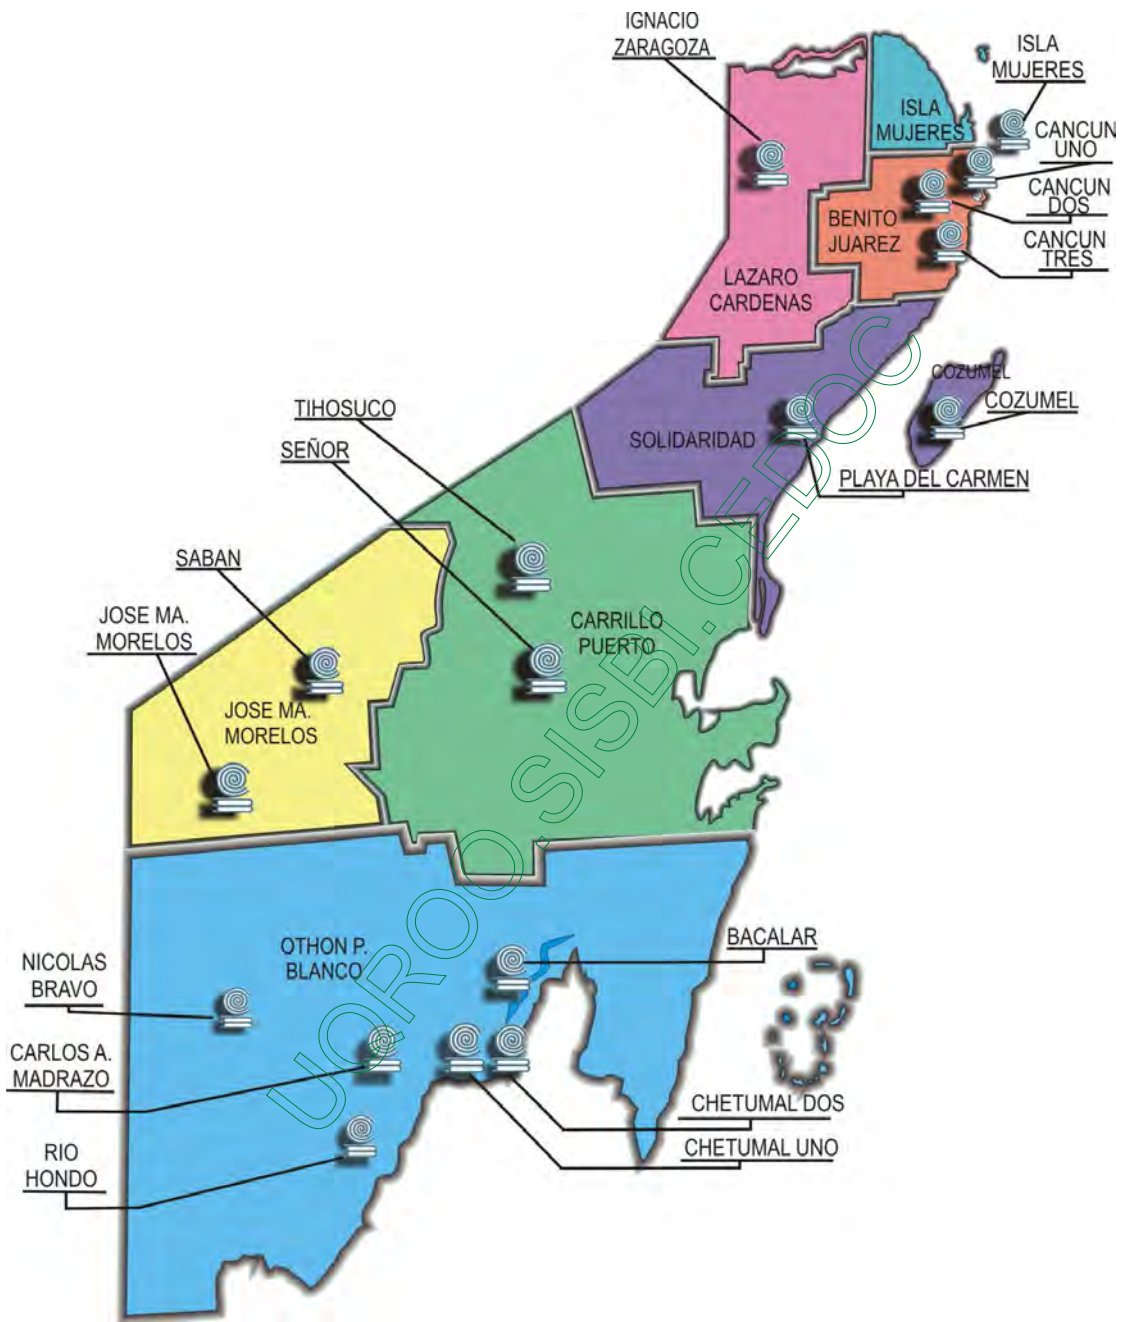 IGNACIO
ZARAGOZA
ISLA
MUJERES
ISLA
MUJERES
CANCUN
UNO
CANCUN
DOS
BENITO
JUAREZ
CANCUN
TRES
LAZARO
CARDENAS
COZUMEL
COZUMEL
TIHOSUCO
SOLIDARIDAD
SEÑOR
PLAYA DEL CARMEN
SABAN
JOSE MA.
MORELOS
CARRILLO
PUERTO
JOSE MA.
MORELOS
OTHON P.
BLANCO
BACALAR
NICOLAS
BRAVO
CARLOS A.
MADRAZO
CHETUMAL DOS
CHETUMAL UNO
RIO
HONDO
UQROO.SISBI.CEDOC